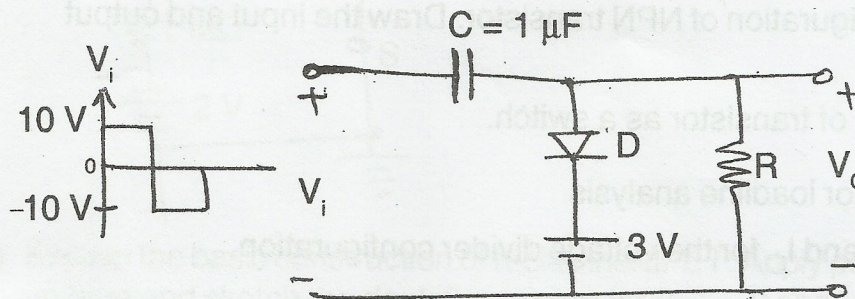 C = 1 μF
V_i
+
+
10 V
D
R
V_o
0
V_i
-10 V
3 V
-
-